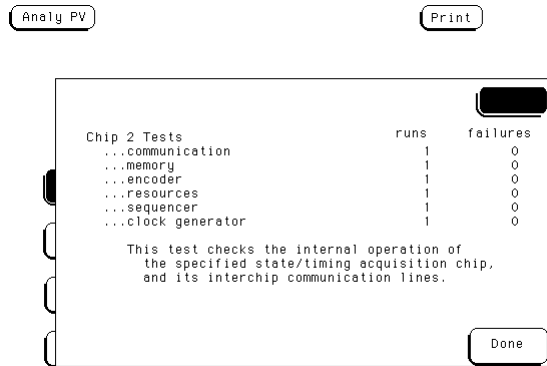 Analy PV Print
Chip 2 Tests runs failures
...communication 1 0
...memory 1 0
...encoder 1 0
...resources 1 0
...sequencer 1 0
...clock generator 1 0
This test checks the internal operation of
the specified state/timing acquisition chip,
and its interchip communication lines.
Done